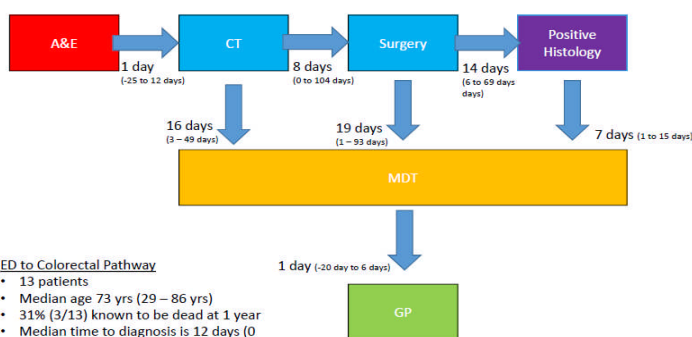 A&E
CT
Surgery
Positive
Histology
1 day
(-25 to 12 days)
8 days
(0 to 104 days)
14 days
(6 to 69 days
days)
16 days
(3 – 49 days)
19 days
(1 – 93 days)
7 days (1 to 15 days)
MDT
1 day (-20 day to 6 days)
GP
ED to Colorectal Pathway
• 13 patients
• Median age 73 yrs (29 – 86 yrs)
• 31% (3/13) known to be dead at 1 year
• Median time to diagnosis is 12 days (0